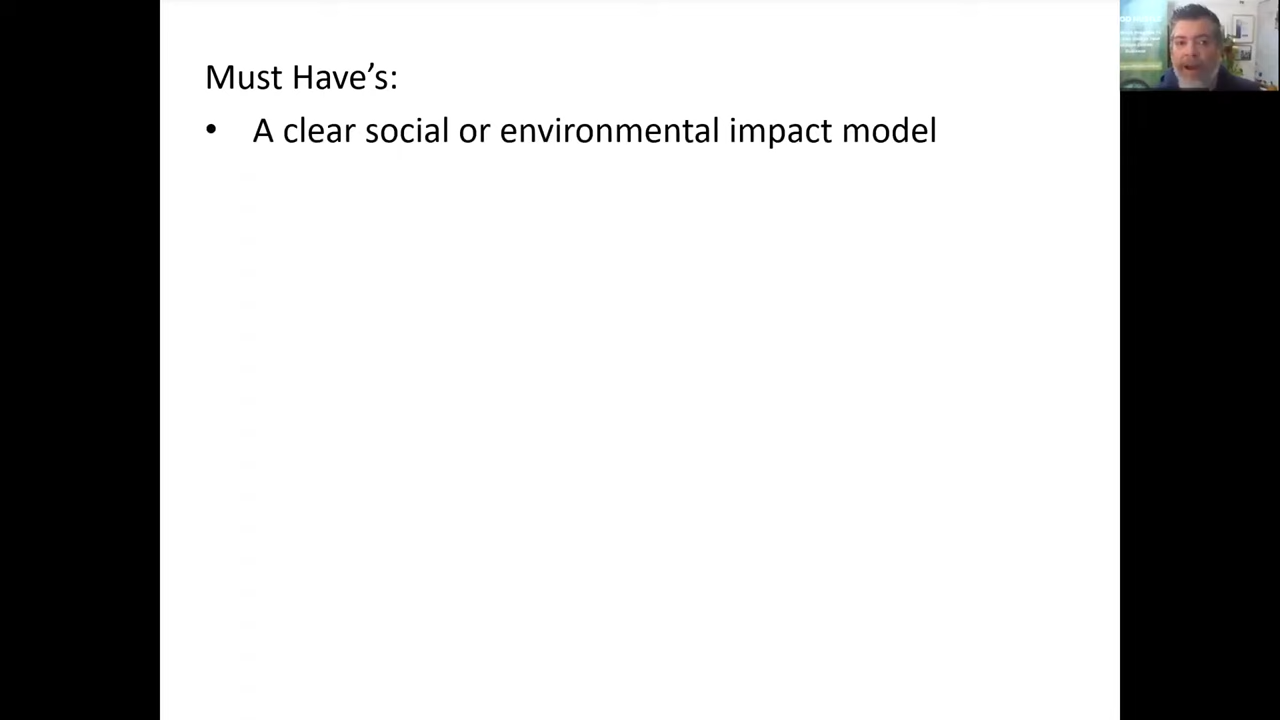 Must Have’s:
• A clear social or environmental impact model